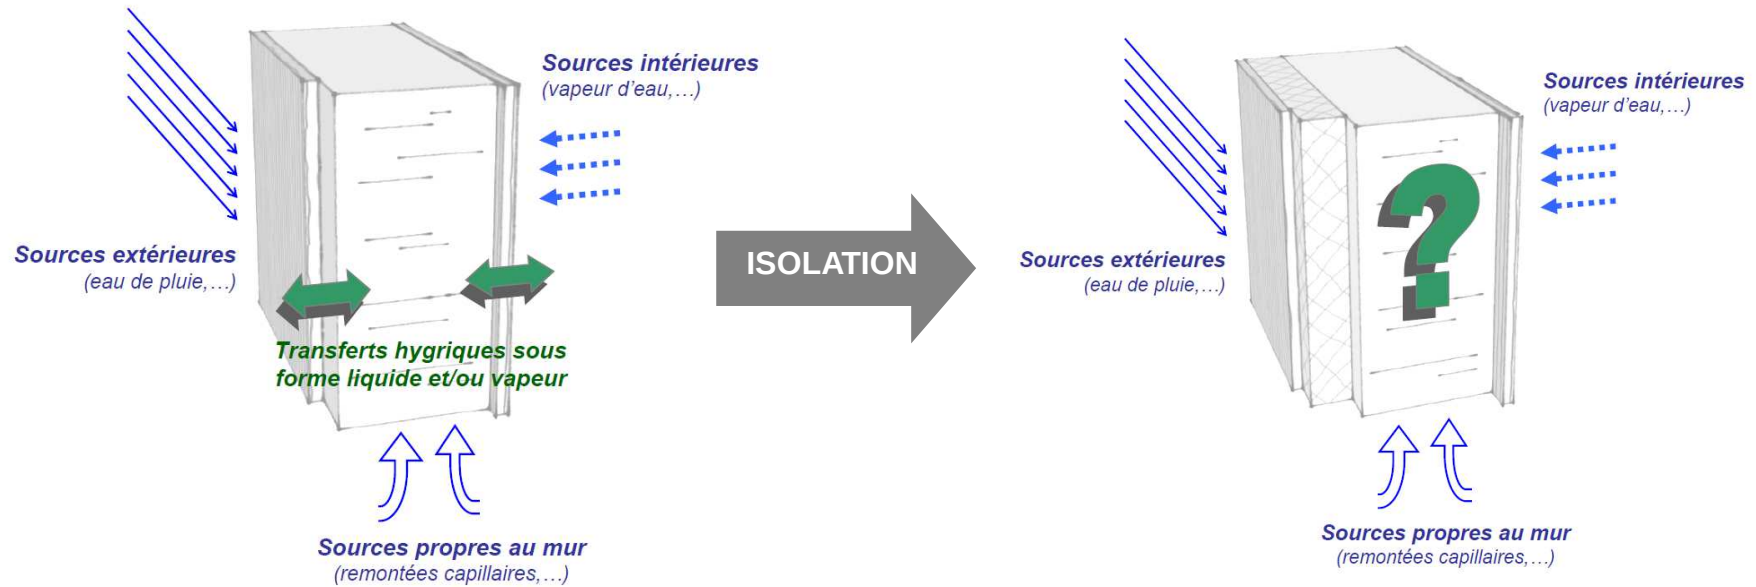 Sources intérieures
(vapeur d'eau,...)
Sources extérieures
(eau de pluie,...)
Transferts hygriques sous
forme liquide et/ou vapeur
Sources propres au mur
(remontées capillaires,...)
ISOLATION
Sources intérieures
(vapeur d'eau,...)
?
Sources extérieures
(eau de pluie,...)
Sources propres au mur
(remontées capillaires,...)